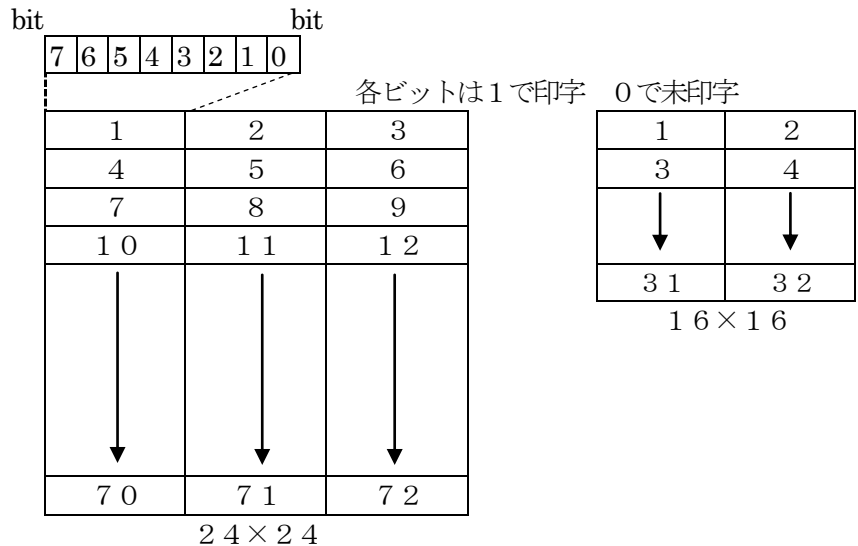 bit bit
7 6 5 4 3 2 1 0
各ビットは１で印字　０で未印字
１ ２ ３
４ ５ ６
７ ８ ９
１０ １１ １２
７０ ７１ ７２
２４×２４
１ ２
３ ４
３１ ３２
１６×１６